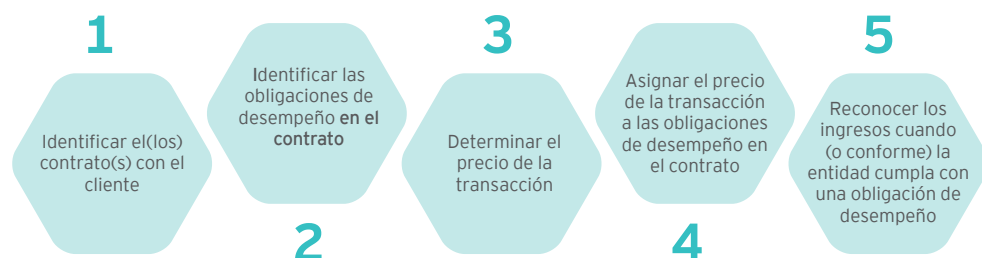 1
Identificar el(los)
contrato(s) con el
cliente
2
Identificar las
obligaciones de
desempeño en el
contrato
3
Determinar el
precio de la
transacción
4
Asignar el precio
de la transacción
a las obligaciones
de desempeño en
el contrato
5
Reconocer los
ingresos cuando
(o conforme) la
entidad cumpla con
una obligación de
desempeño